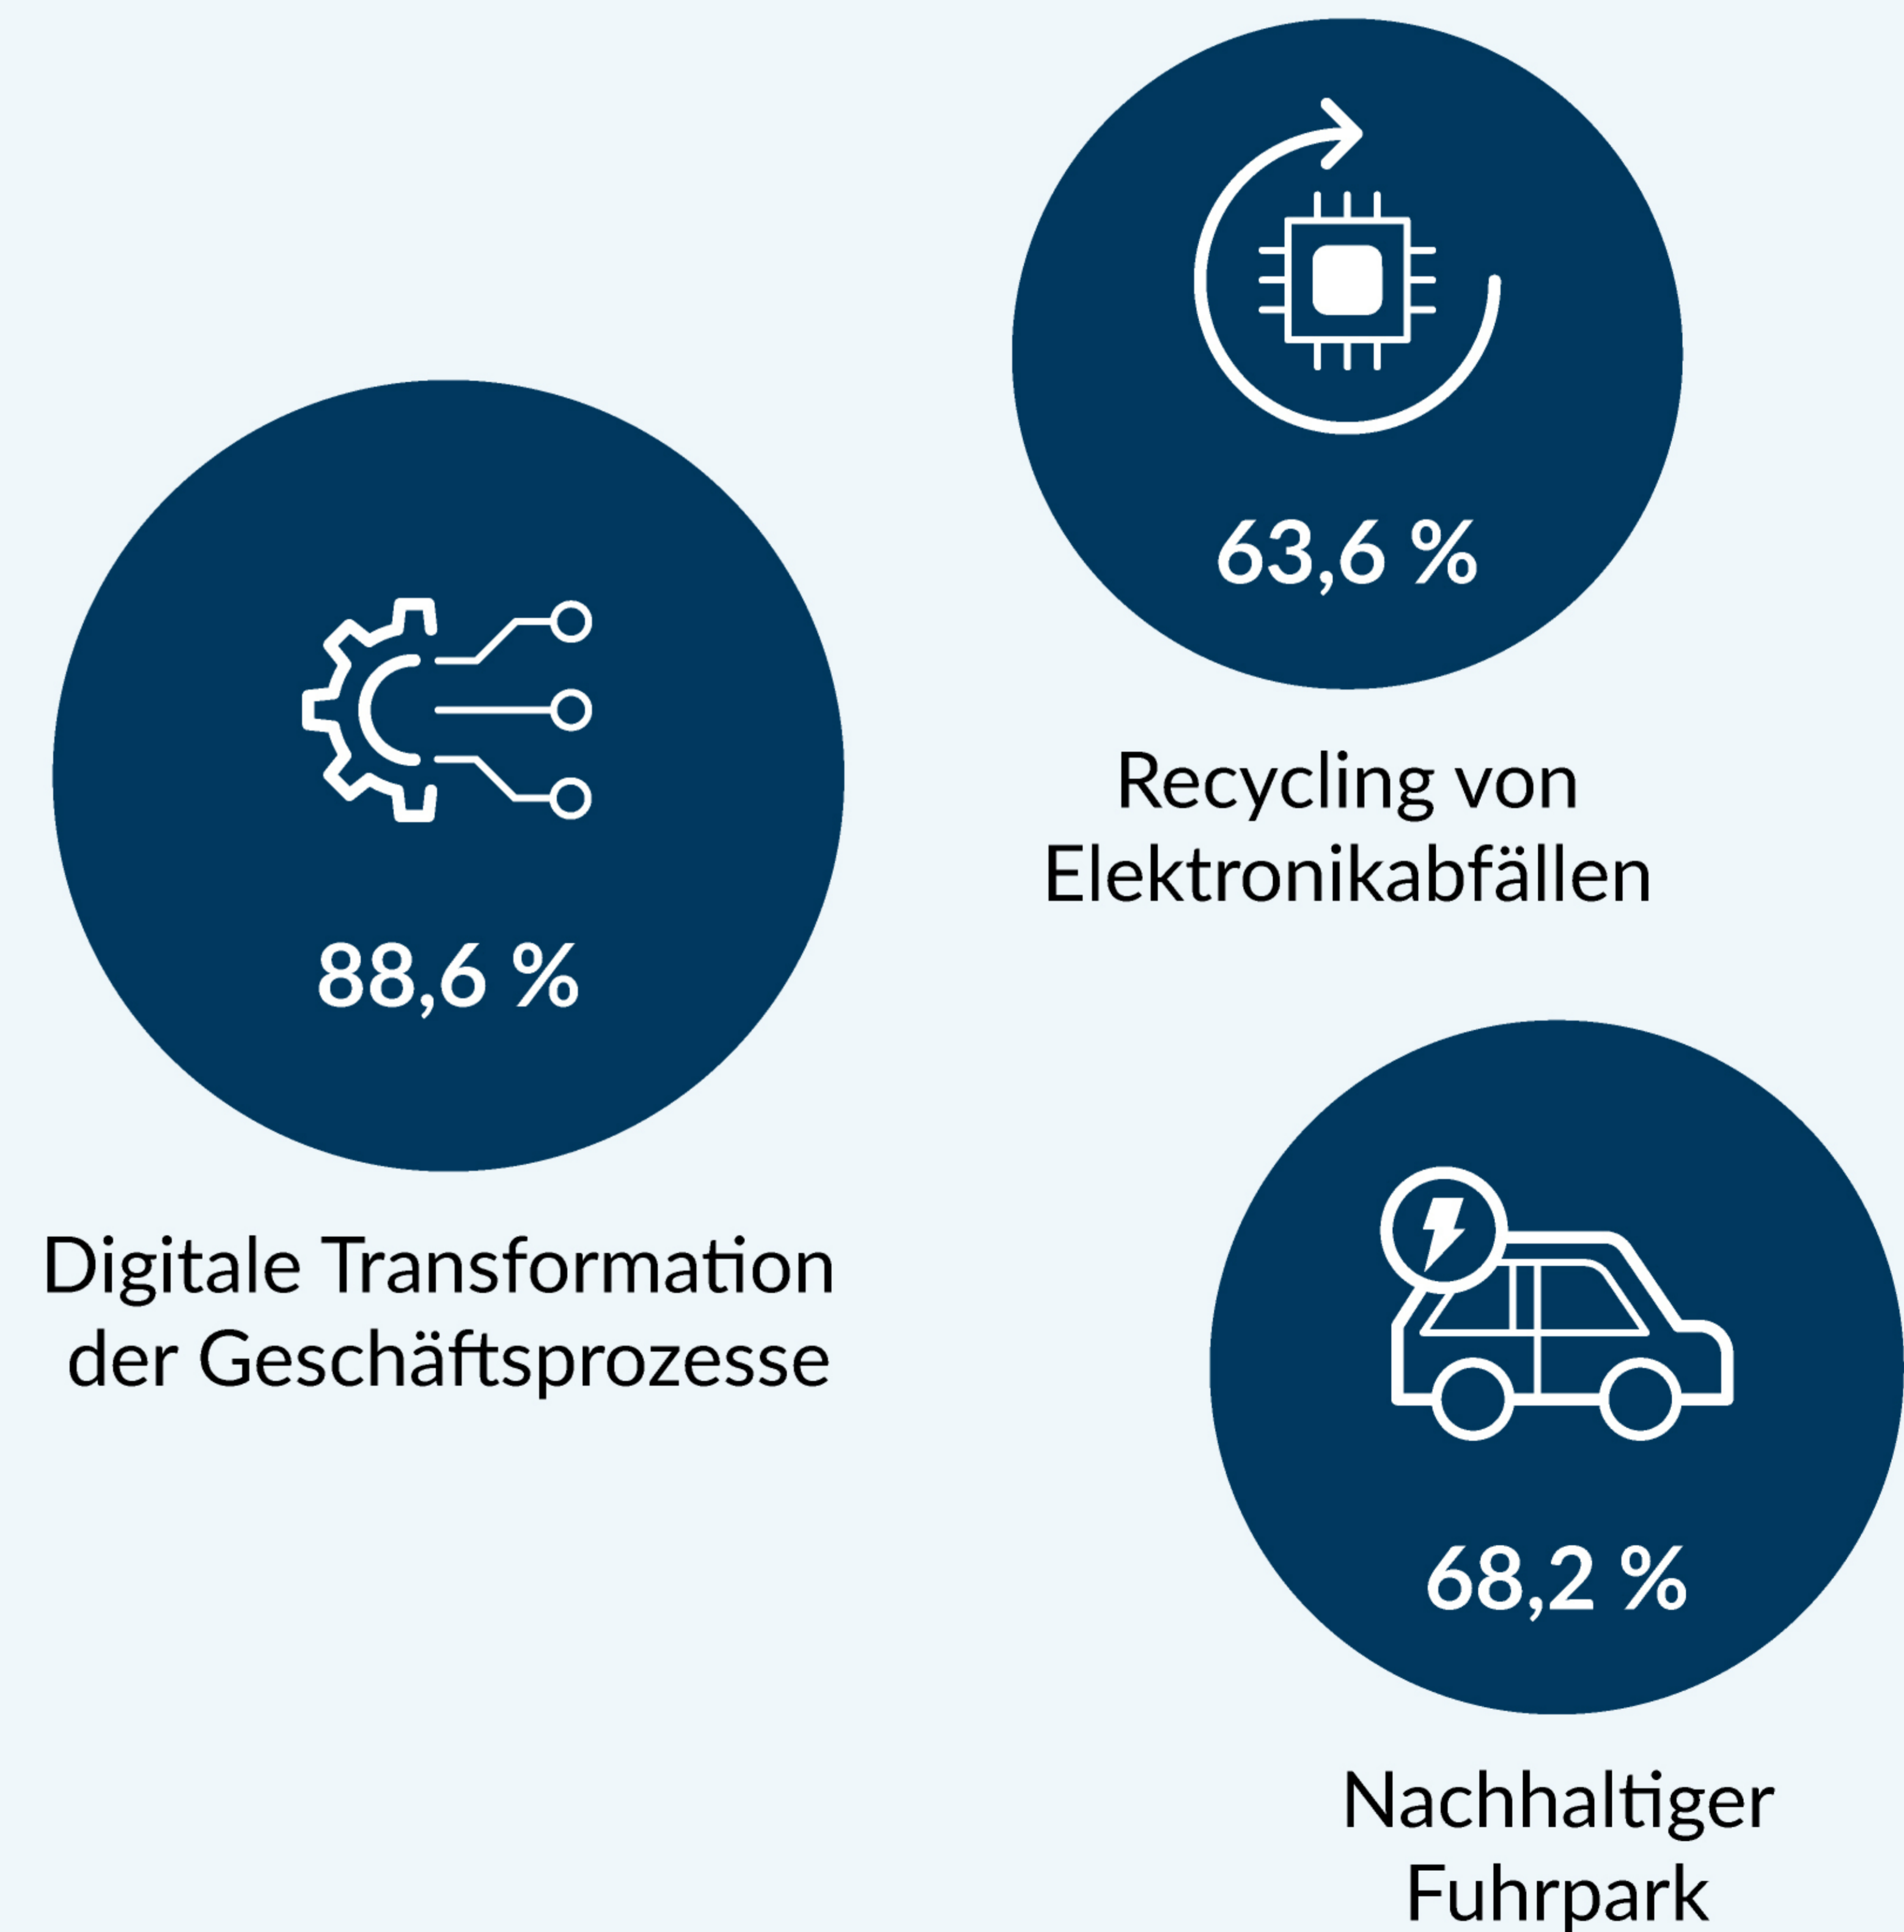 88,6 %
Digitale Transformation
der Geschäftsprozesse
63,6 %
Recycling von
Elektronikabfällen
68,2 %
Nachhaltiger
Fuhrpark